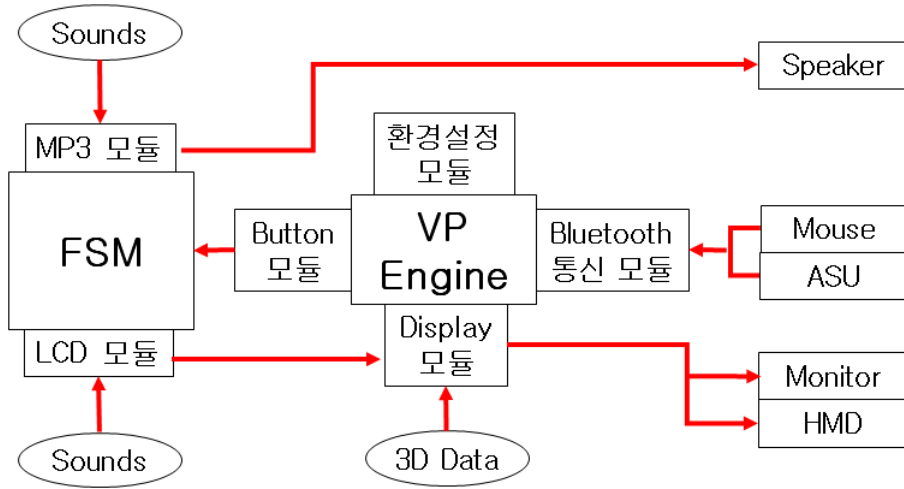 Sounds
Speaker
MP3 모듈
환경설정
모듈
FSM
Button
모듈
VP
Engine
Bluetooth
통신 모듈
Mouse
ASU
LCD 모듈
Display
모듈
Monitor
HMD
Sounds
3D Data